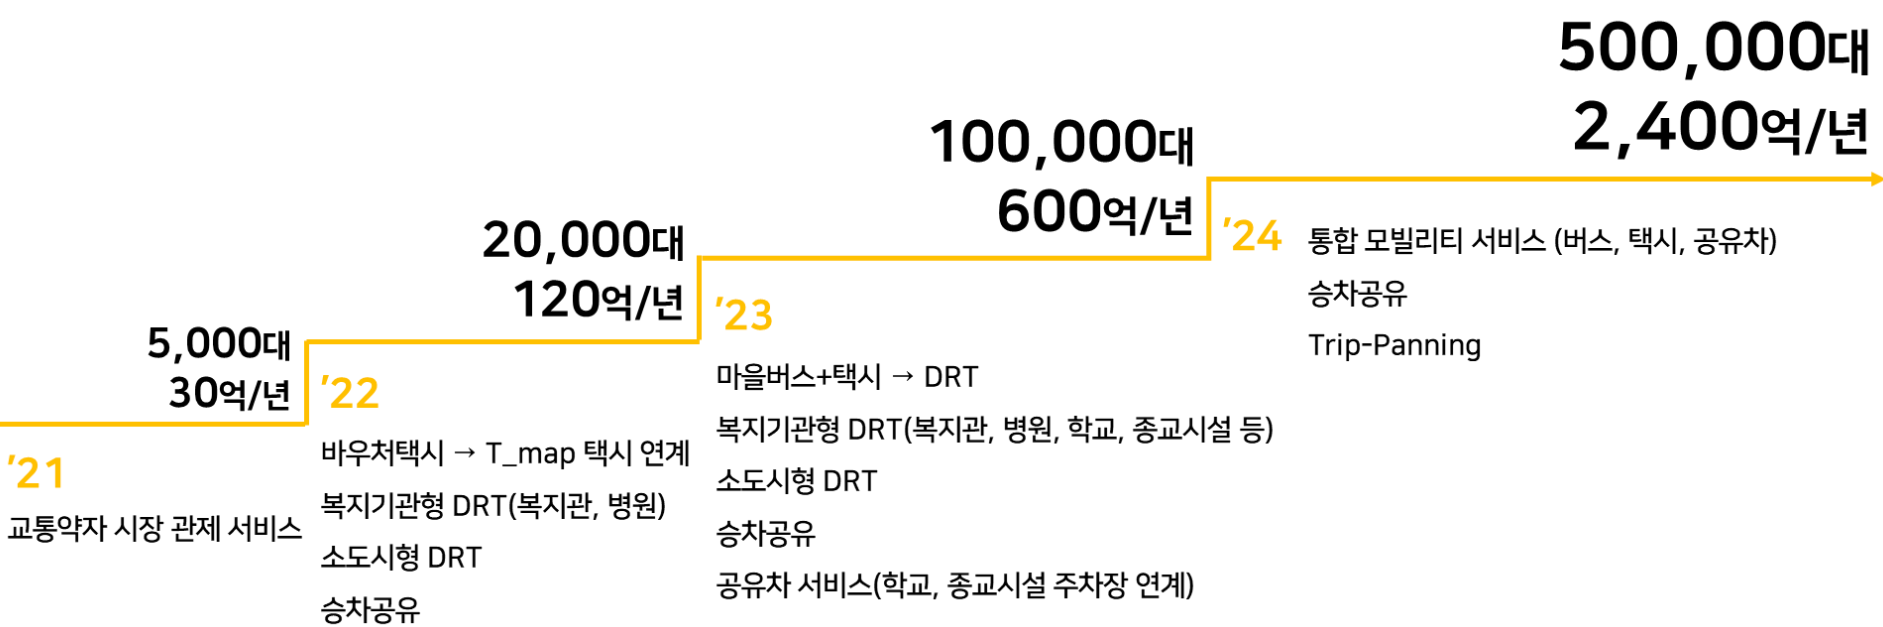 5,000대
30억/년
’21
교통약자 시장 관제 서비스
20,000대
120억/년
’22
바우처택시 → T_map 택시 연계
복지기관형 DRT(복지관, 병원)
소도시형 DRT
승차공유
100,000대
600억/년
’23
마을버스+택시 → DRT
복지기관형 DRT(복지관, 병원, 학교, 종교시설 등)
소도시형 DRT
승차공유
공유차 서비스(학교, 종교시설 주차장 연계)
500,000대
2,400억/년
’24
통합 모빌리티 서비스 (버스, 택시, 공유차)
승차공유
Trip-Panning